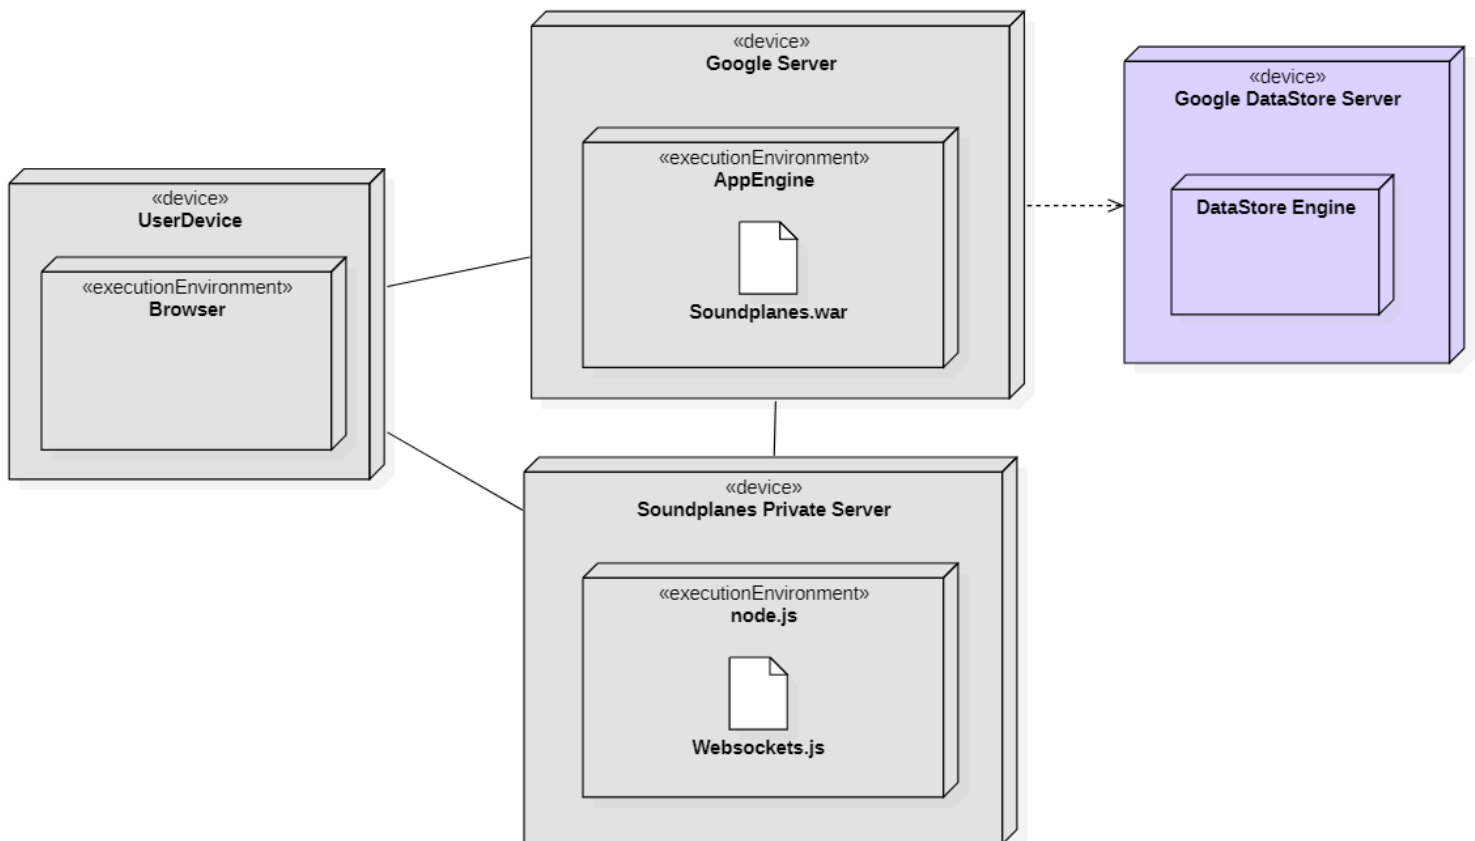 «device»
UserDevice
«executionEnvironment»
Browser
«device»
Google Server
«executionEnvironment»
AppEngine
Soundplanes.war
«device»
Google DataStore Server
DataStore Engine
«device»
Soundplanes Private Server
«executionEnvironment»
node.js
Websockets.js